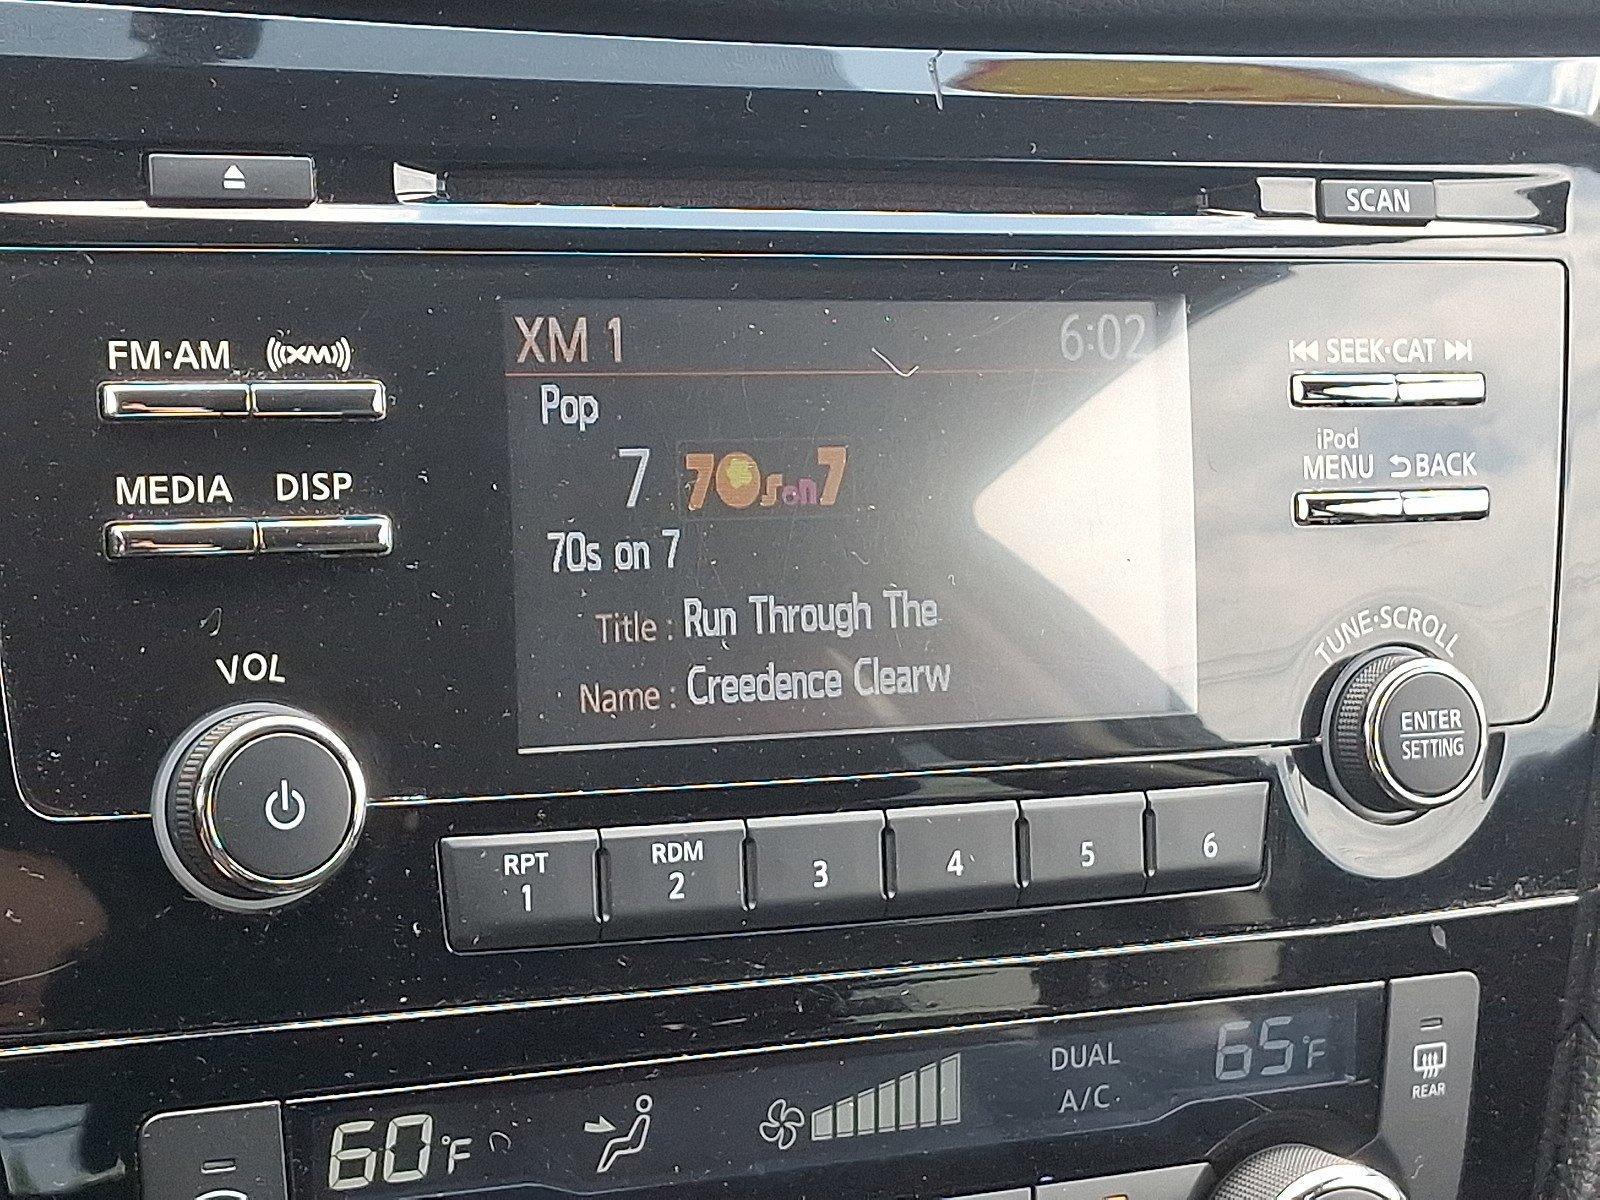 SCAN
FM·AM
XM
XM 1
6:02
SEEK·CAT
Pop
7
70s on 7
iPod
MENU
BACK
MEDIA
DISP
70s on 7
Title : Run Through The
Name : Creedence Clearw
VOL
TUNE·SCROLL
ENTER
SETTING
RPT
1
RDM
2
3
4
5
6
DUAL
A/C
65°F
REAR
60°F